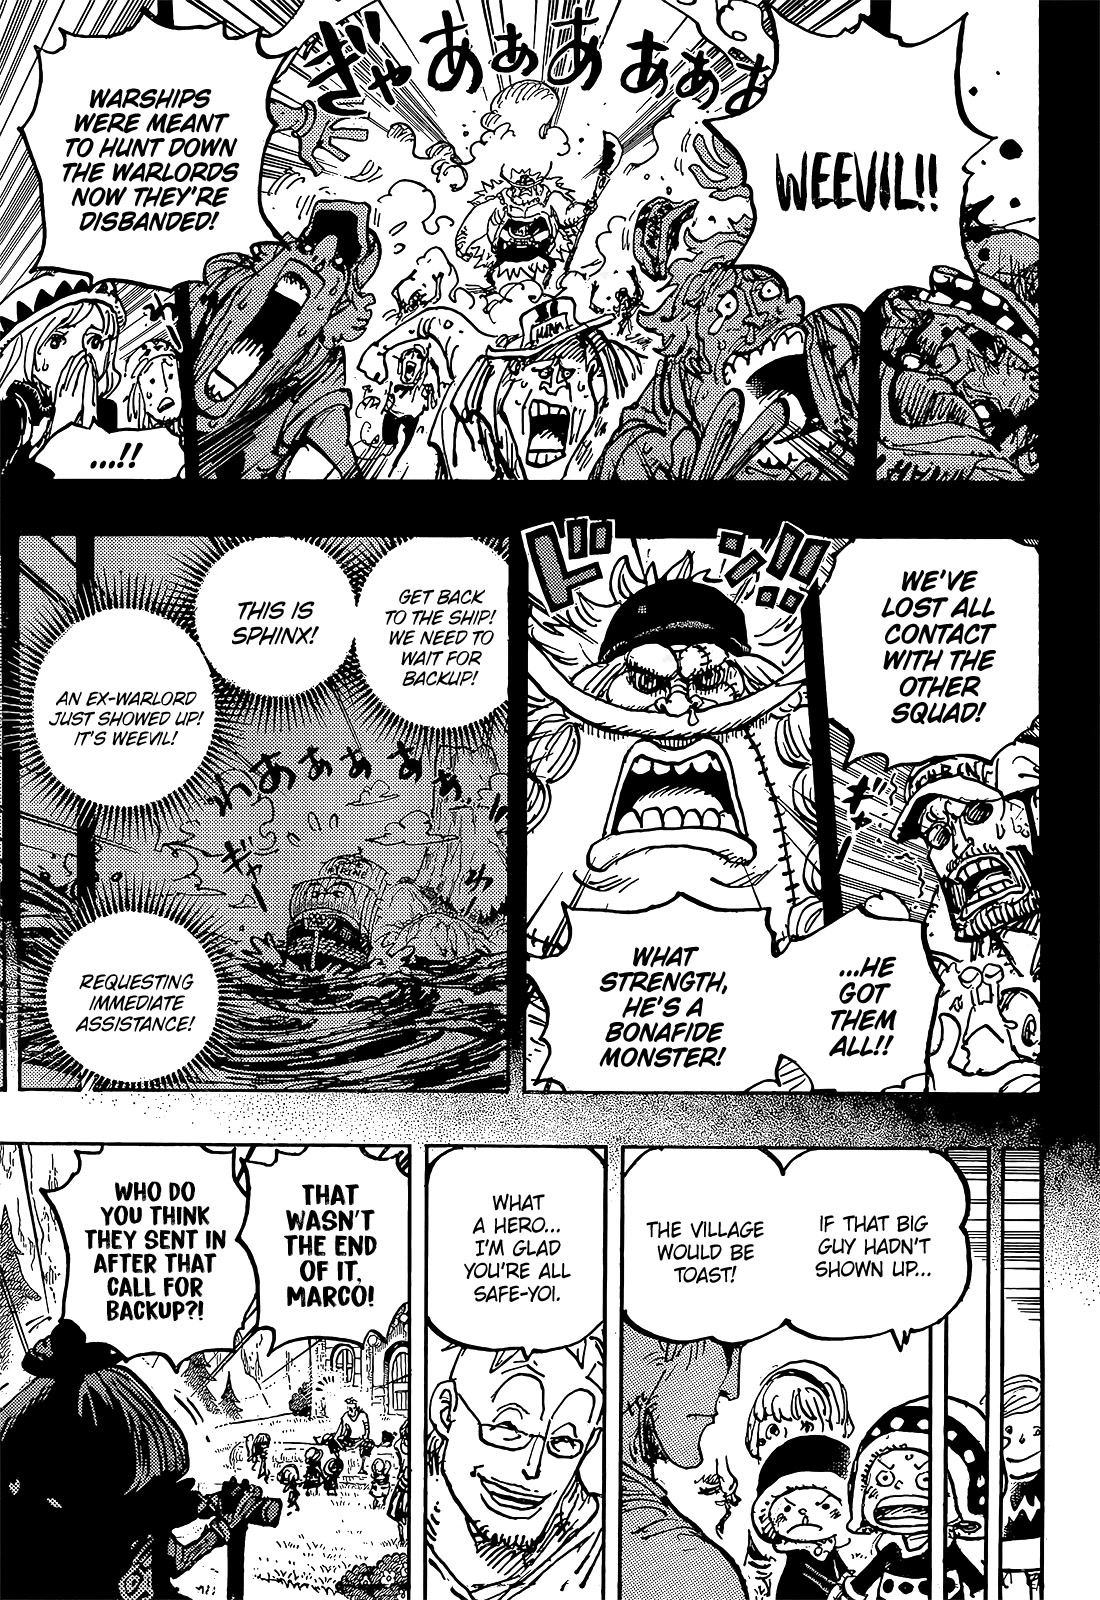 WEEVIL!!
ぎゃあぁぁあぁぁぁ
WARSHIPS
WERE MEANT
TO HUNT DOWN
THE WARLORDS
NOW THEY'RE
DISBANDED!
...!!
WE'VE
LOST ALL
CONTACT
WITH THE
OTHER
SQUAD!
...HE
GOT
THEM
ALL!!
ドン!!
WHAT
STRENGTH,
HE'S A
BONAFIDE
MONSTER!
GET BACK
TO THE SHIP!
WE NEED TO
WAIT FOR
BACKUP!
THIS IS
SPHINX!
AN EX-WARLORD
JUST SHOWED UP!
IT'S WEEVIL!
REQUESTING
IMMEDIATE
ASSISTANCE!
IF THAT BIG
GUY HADN'T
SHOWN UP...
THE VILLAGE
WOULD BE
TOAST!
WHAT
A HERO...
I'M GLAD
YOU'RE ALL
SAFE-YOI.
THAT
WASN'T
THE END
OF IT,
MARCO!
WHO DO
YOU THINK
THEY SENT IN
AFTER THAT
CALL FOR
BACKUP?!